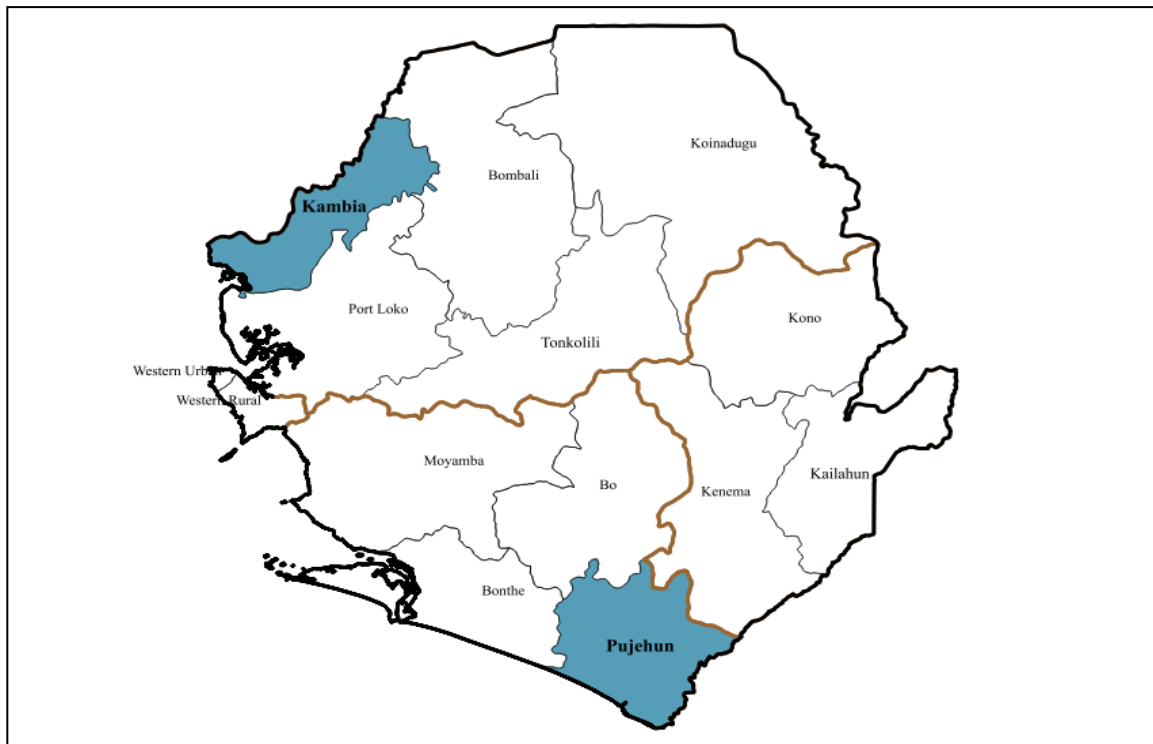 Koinadugu
Bombali
Kambia
Port Loko
Kono
Tonkolili
Western Urban
Western Rural
Moyamba
Kailahun
Bo
Kenema
Bonthe
Pujehun